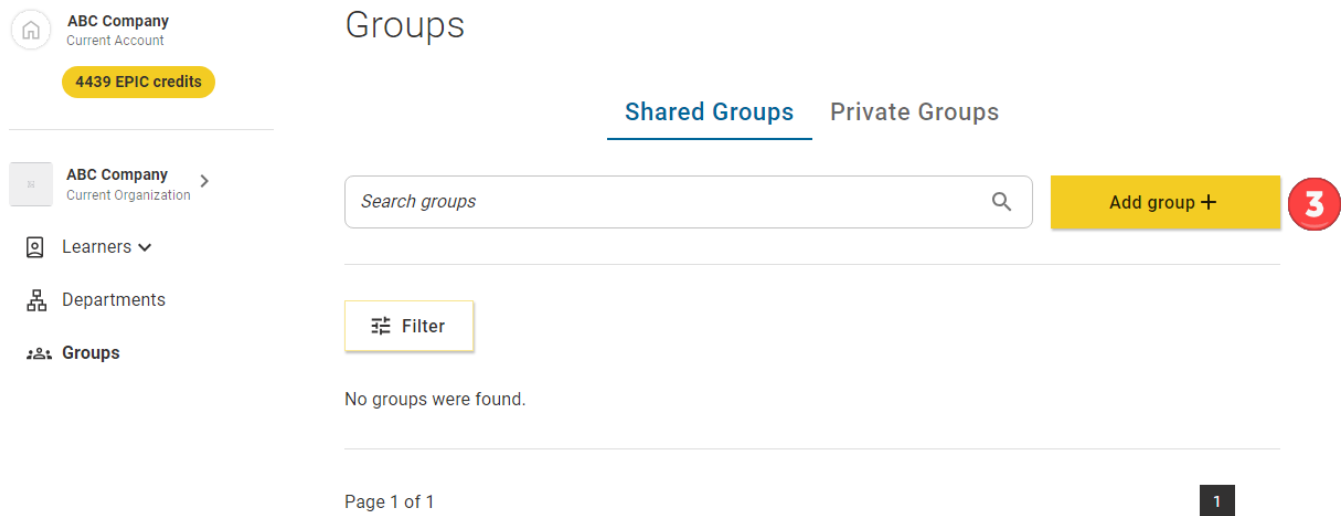 ABC Company
Current Account
4439 EPIC credits
ABC Company
Current Organization
Learners
Departments
Groups
Groups
Shared Groups Private Groups
Search groups
Add group +
3
Filter
No groups were found.
Page 1 of 1
1